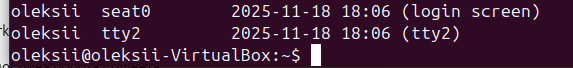 oleksii  seat0        2025-11-18 18:06 (login screen)
oleksii  tty2         2025-11-18 18:06 (tty2)
oleksii@oleksii-VirtualBox:~$